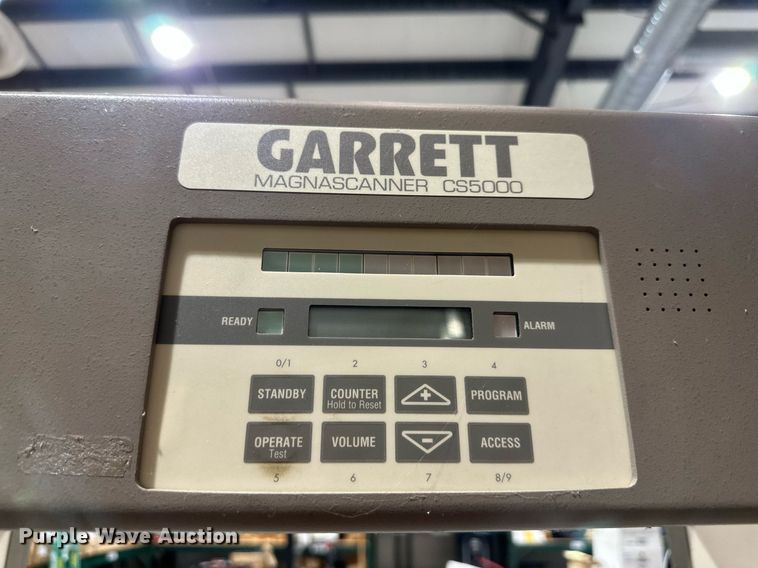 GARRETT
MAGNASCANNER CS5000
READY
ALARM
0/1 2 3 4
STANDBY
COUNTER
Hold to Reset
+
PROGRAM
OPERATE
Test
VOLUME
-
ACCESS
5 6 7 8/9
Purple Wave Auction